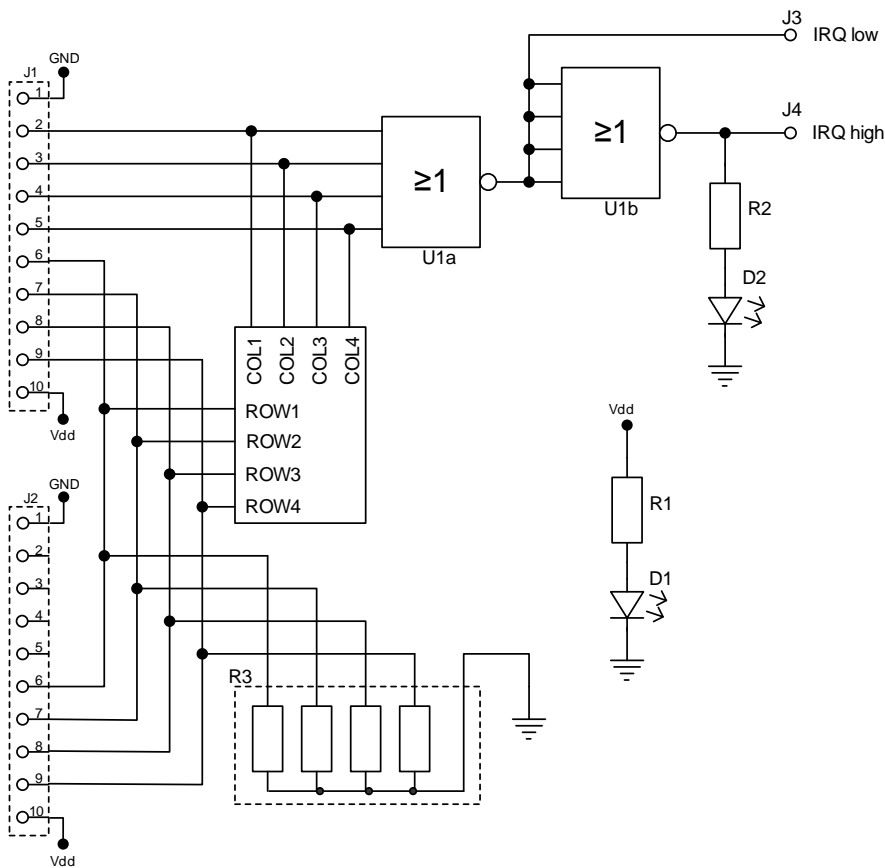 J3
IRQ low
J1
GND
1
2
3
4
5
6
7
8
9
10
Vdd
≥1
U1a
≥1
U1b
J4
IRQ high
R2
D2
COL1
COL2
COL3
COL4
ROW1
ROW2
ROW3
ROW4
Vdd
R1
D1
J2
GND
1
2
3
4
5
6
7
8
9
10
Vdd
R3